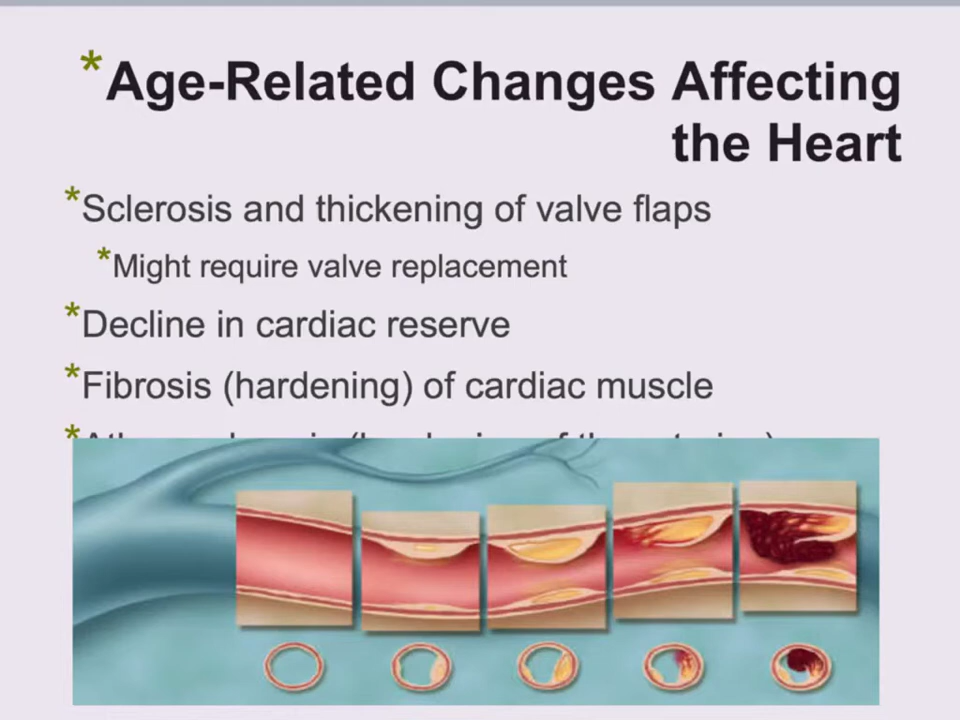 *Age-Related Changes Affecting
the Heart
*Sclerosis and thickening of valve flaps
*Might require valve replacement
*Decline in cardiac reserve
*Fibrosis (hardening) of cardiac muscle